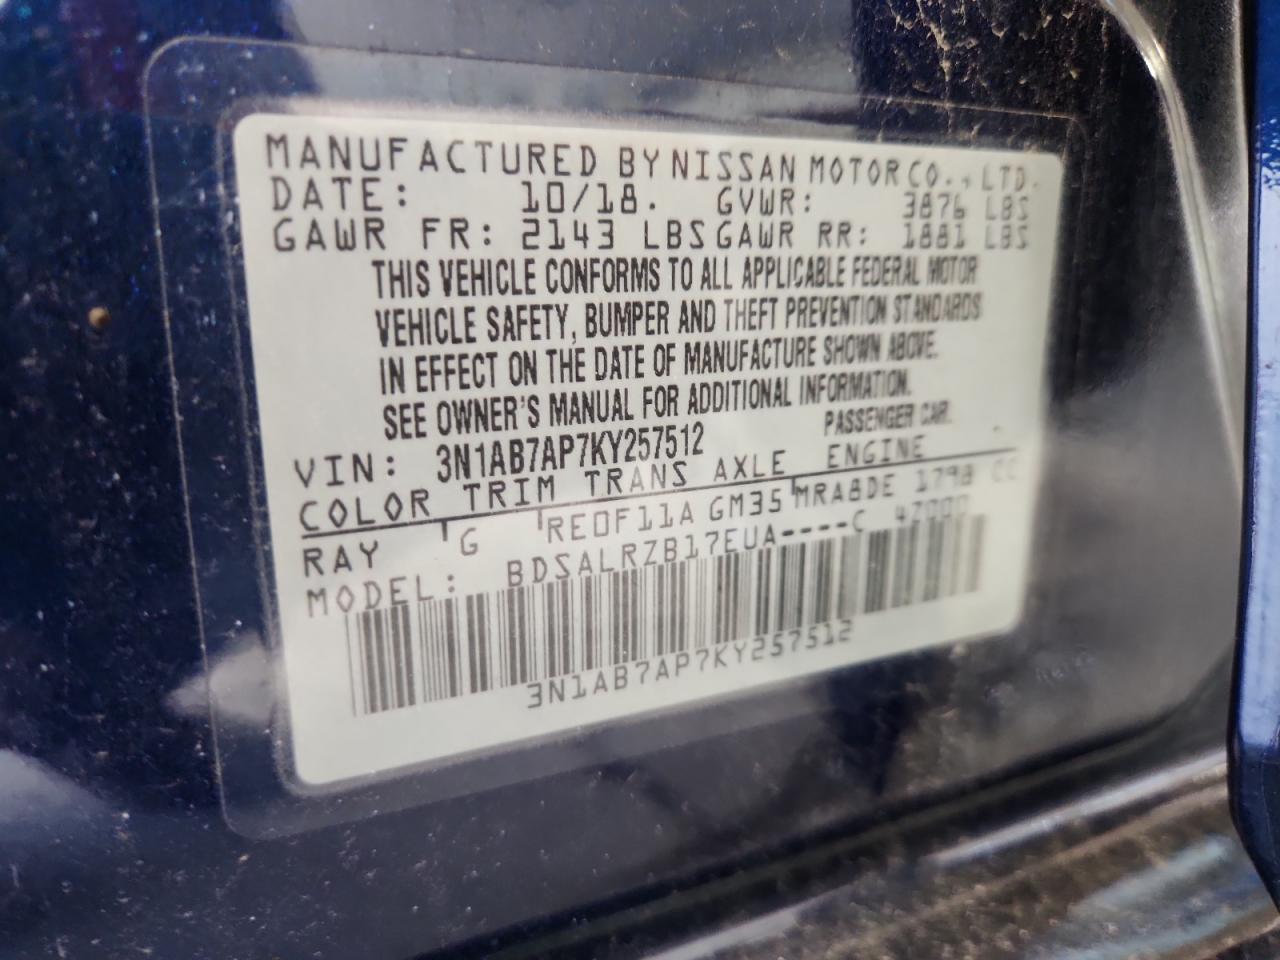 MANUFACTURED BY NISSAN MOTOR CO., LTD.
DATE: 10/18. GVWR: 3876 LBS
GAWR FR: 2143 LBS GAWR RR: 1881 LBS
THIS VEHICLE CONFORMS TO ALL APPLICABLE FEDERAL MOTOR
VEHICLE SAFETY, BUMPER AND THEFT PREVENTION STANDARDS
IN EFFECT ON THE DATE OF MANUFACTURE SHOWN ABOVE.
SEE OWNER'S MANUAL FOR ADDITIONAL INFORMATION.
VIN: 3N1AB7AP7KY257512 PASSENGER CAR.
COLOR TRIM TRANS AXLE ENGINE
RAY G RE0F11A GM35 MRA8DE 1798 CC
MODEL: BDSALRZB17EUA----C
3N1AB7AP7KY257512